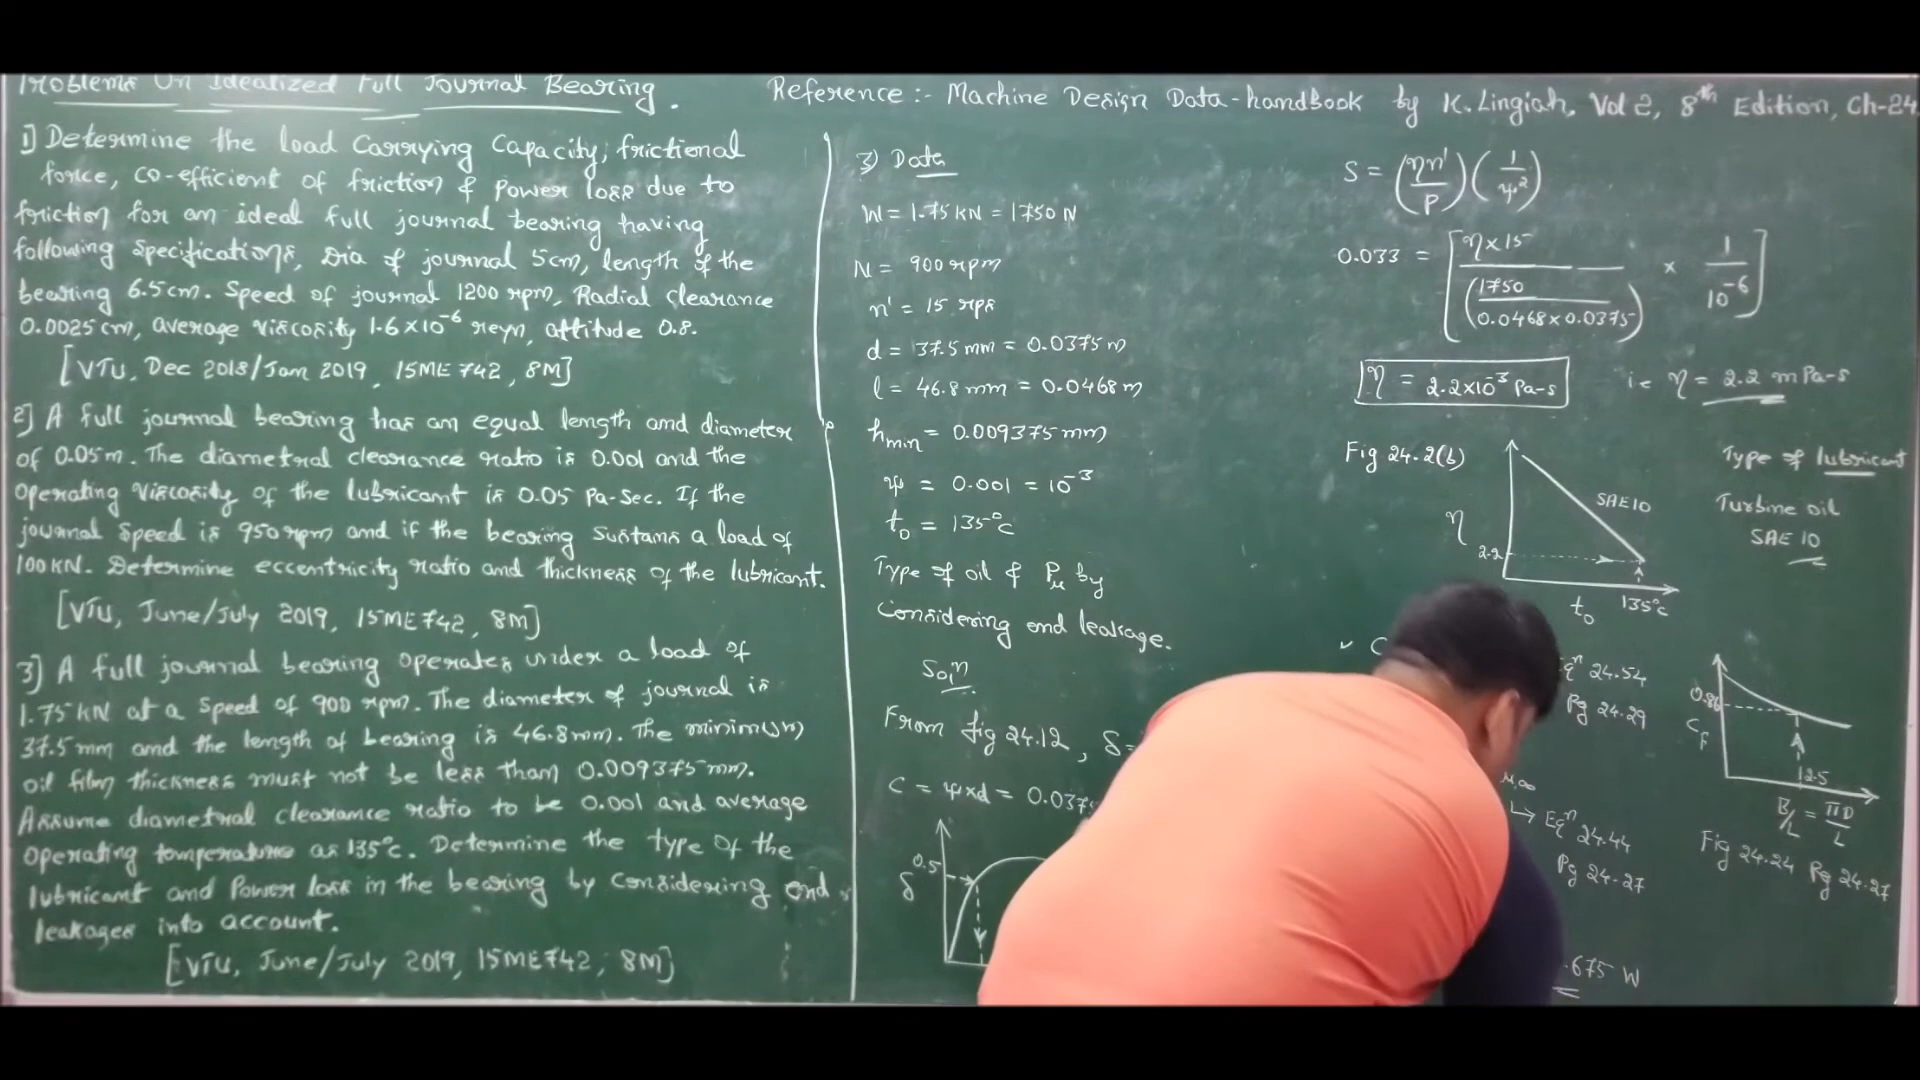 Problems On Idealized Full Journal Bearing.
Reference :- Machine Design Data-handbook by K. Lingiah, Vol 2, 8th Edition, Ch-24
1] Determine the load Carrying Capacity, frictional
force, co-efficient of friction & power loss due to
friction for an ideal full journal bearing having
following specifications, Dia of journal 5cm, length of the
bearing 6.5cm. Speed of journal 1200 rpm, Radial clearance
0.0025 cm, average viscosity 1.6×10⁻⁶ reyn, attitude 0.8.
[VTU, Dec 2018/Jan 2019, 15ME742, 8M]
2] A full journal bearing has an equal length and diameter
of 0.05m. The diametral clearance ratio is 0.001 and the
Operating viscosity of the lubricant is 0.05 Pa-Sec. If the
journal Speed is 950 rpm and if the bearing sustans a load of
100KN. Determine eccentricity ratio and thickness of the lubricant.
[VTU, June/July 2019, 15ME742, 8M]
3] A full journal bearing operates under a load of
1.75 KN at a speed of 900 rpm. The diameter of journal is
37.5 mm and the length of bearing is 46.8mm. The minimum
oil film thickness must not be less than 0.009375 mm.
Assume diametral clearance ratio to be 0.001 and average
operating temperature as 135°c. Determine the type of the
lubricant and Power loss in the bearing by considering end
leakages into account.
[VTU, June/July 2019, 15ME742, 8M]
3) Data
W = 1.75 KN = 1750 N
N = 900 rpm
n' = 15 rps
d = 37.5 mm = 0.0375 m
l = 46.8 mm = 0.0468 m
hmin = 0.009375 mm
ψ = 0.001 = 10⁻³
t₀ = 135°C
Type of oil & Pμ by
Considering end leakage.
Solⁿ
From fig 24.12, δ=
C = ψxd = 0.0375
0.5
δ
S = (ηn'/P)(1/ψ²)
0.033 = [η×15 / (1750 / 0.0468×0.0375) × 1/10⁻⁶]
η = 2.2×10⁻³ Pa-s i.e η = 2.2 mPa-s
Fig 24.2(b)
SAE10
η
2.2
t₀ 135°c
Type of lubricant
Turbine oil
SAE 10
✓ C
Eqⁿ 24.54
Pg 24.29
μ,∞
↳ Eqⁿ 24.44
Pg 24-27
.675 W
0.86
Cf
12.5
B/L = πD/L
Fig 24.24 Pg 24.27